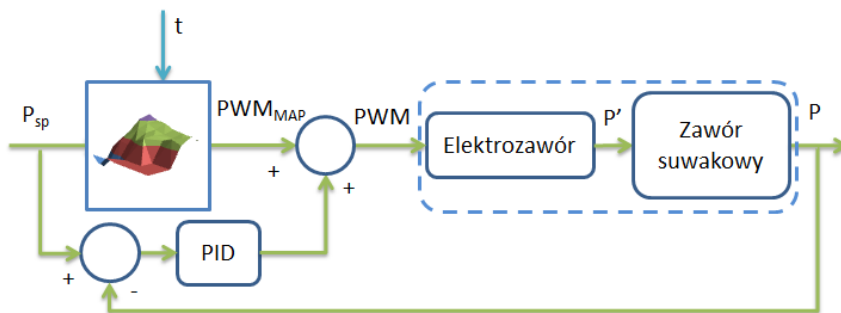 t
P_sp
PWM_MAP
PWM
P’
P
Elektrozawór
Zawór
suwakowy
+
+
PID
+
-